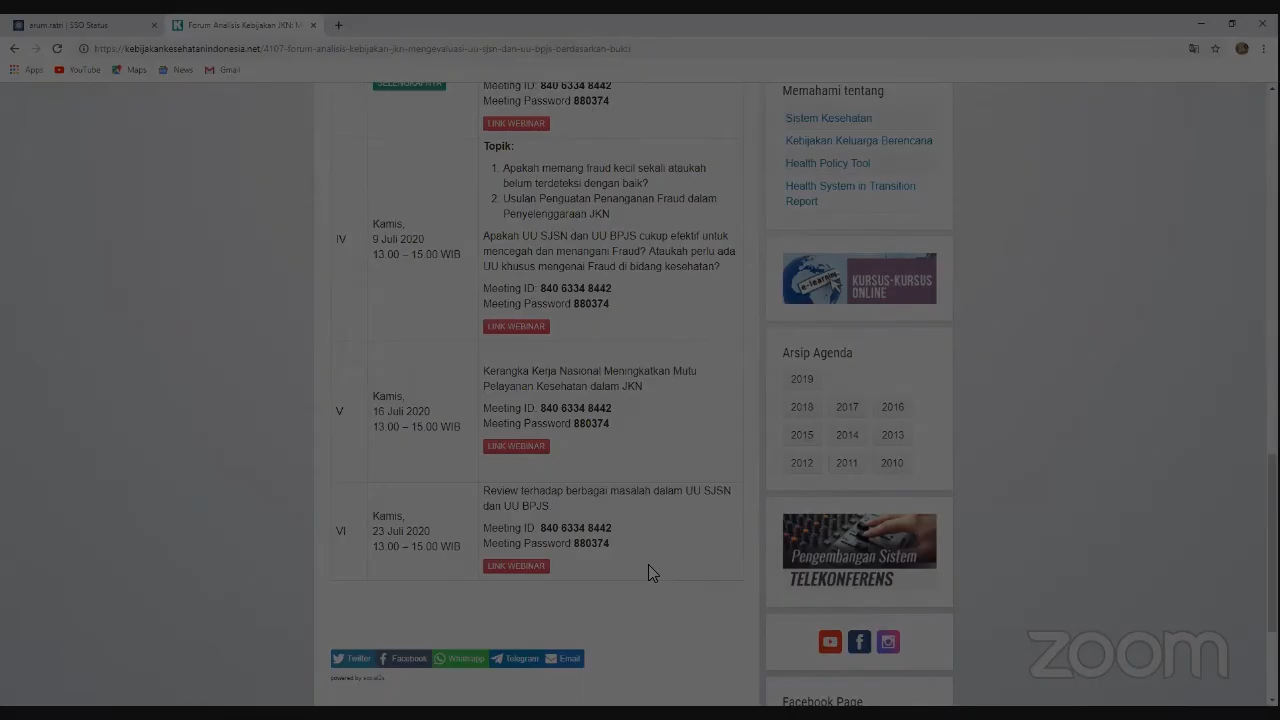 arum.ratri | SSO Status
Forum Analisis Kebijakan JKN: M
https://kebijakankesehatanindonesia.net/4107-forum-analisis-kebijakan-jkn-mengevaluasi-uu-sjsn-dan-uu-bpjs-berdasarkan-bukti
Apps YouTube Maps News Gmail
SELENGKAPNYA
Meeting ID: 840 6334 8442
Meeting Password 880374
LINK WEBINAR
IV
Kamis,
9 Juli 2020
13.00 – 15.00 WIB
Topik:
1. Apakah memang fraud kecil sekali ataukah
belum terdeteksi dengan baik?
2. Usulan Penguatan Penanganan Fraud dalam
Penyelenggaraan JKN
Apakah UU SJSN dan UU BPJS cukup efektif untuk
mencegah dan menangani Fraud? Ataukah perlu ada
UU khusus mengenai Fraud di bidang kesehatan?
Meeting ID: 840 6334 8442
Meeting Password 880374
LINK WEBINAR
V
Kamis,
16 Juli 2020
13.00 – 15.00 WIB
Kerangka Kerja Nasional Meningkatkan Mutu
Pelayanan Kesehatan dalam JKN
Meeting ID: 840 6334 8442
Meeting Password 880374
LINK WEBINAR
VI
Kamis,
23 Juli 2020
13.00 – 15.00 WIB
Review terhadap berbagai masalah dalam UU SJSN
dan UU BPJS
Meeting ID: 840 6334 8442
Meeting Password 880374
LINK WEBINAR
Twitter Facebook Whatsapp Telegram Email
powered by social2s
Memahami tentang
Sistem Kesehatan
Kebijakan Keluarga Berencana
Health Policy Tool
Health System in Transition
Report
e-learning
KURSUS-KURSUS
ONLINE
Arsip Agenda
2019
2018 2017 2016
2015 2014 2013
2012 2011 2010
Pengembangan Sistem
TELEKONFERENS
Facebook Page
zoom